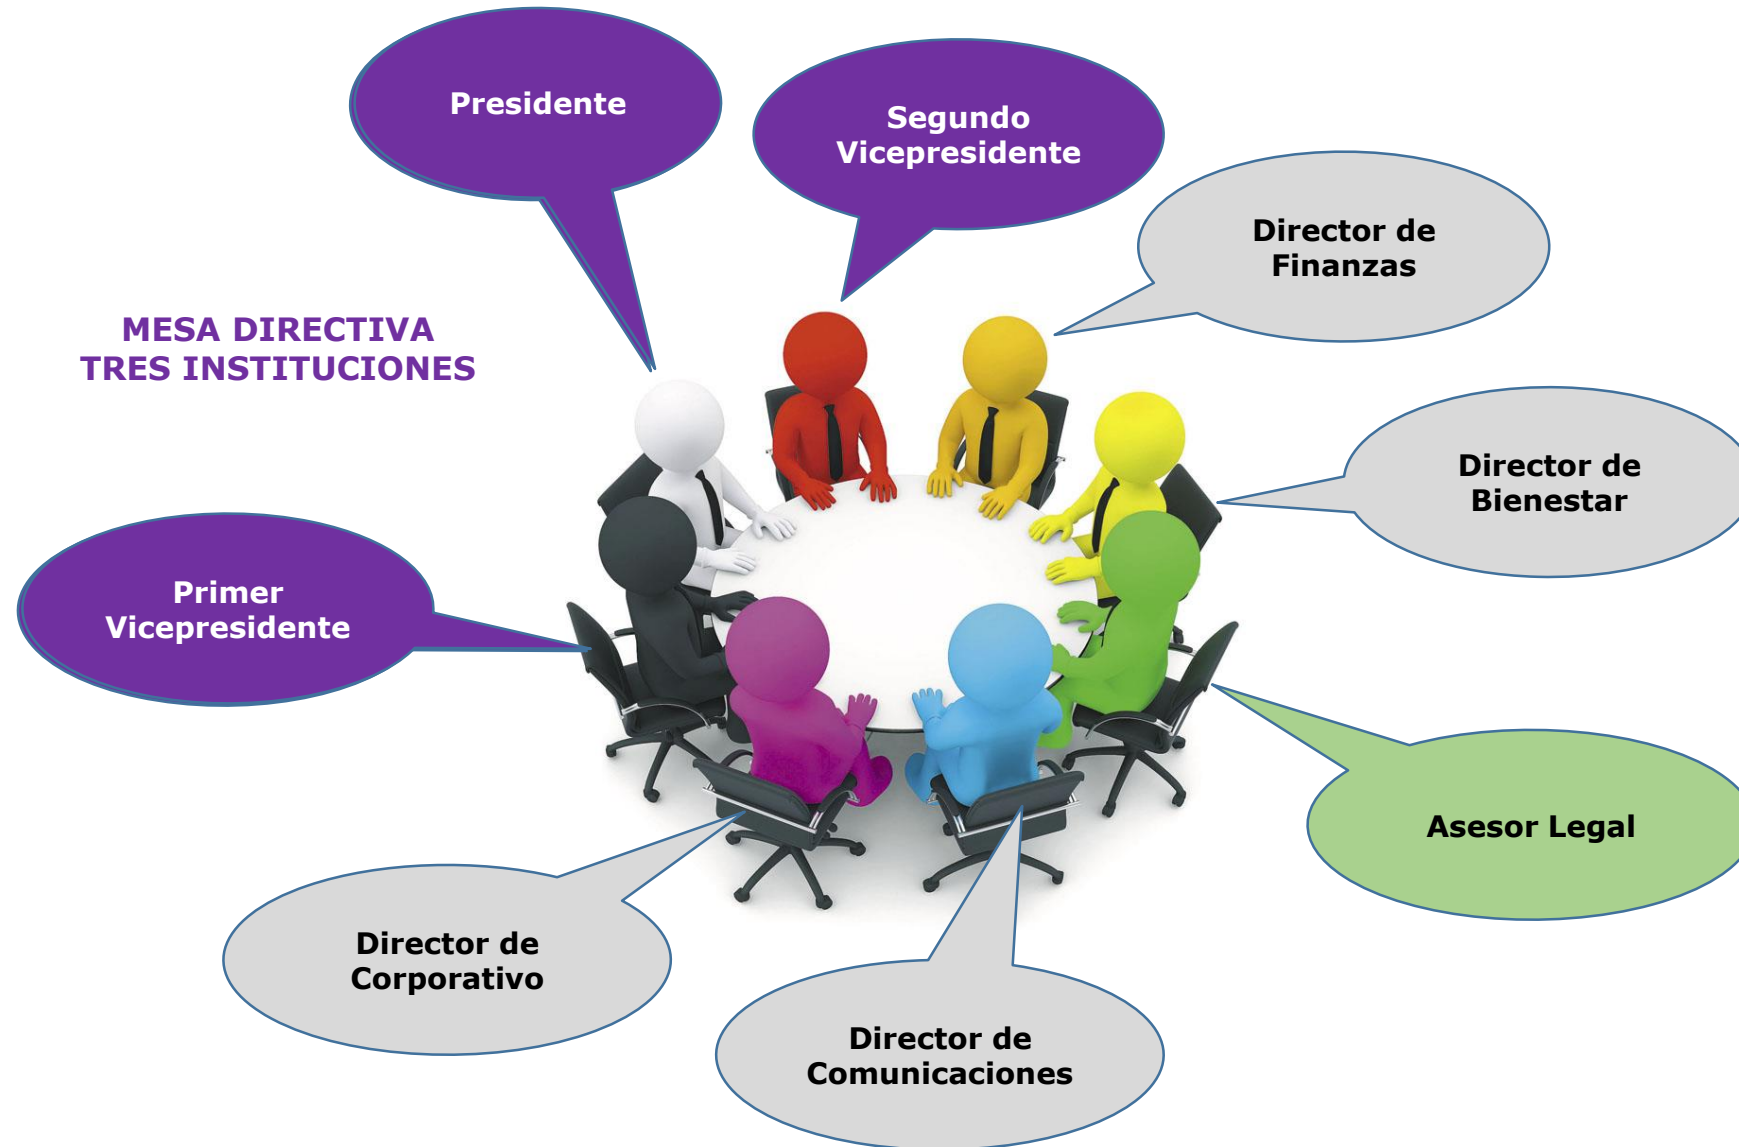 Presidente
Segundo
Vicepresidente
Director de
Finanzas
MESA DIRECTIVA
TRES INSTITUCIONES
Director de
Bienestar
Primer
Vicepresidente
Asesor Legal
Director de
Corporativo
Director de
Comunicaciones